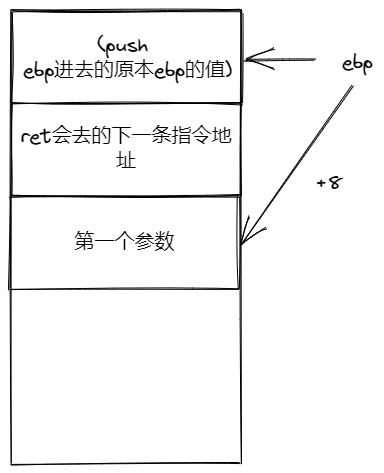 (push
ebp进去的原本ebp的值)
ebp
ret会去的下一条指令地
址
+8
第一个参数